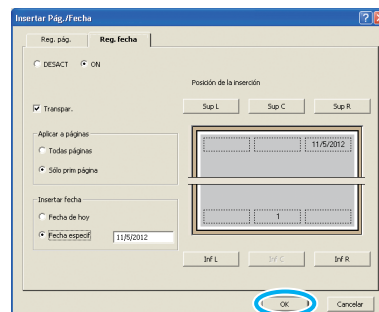 Insertar Pág./Fecha
Reg. pág. Reg. fecha
DESACT ON
Posición de la inserción
Transpar.
Sup L Sup C Sup R
Aplicar a páginas
Todas páginas
Sólo prim página
11/5/2012
Insertar fecha
Fecha de hoy
Fecha especif. 11/5/2012
1
Inf L Inf C Inf R
OK Cancelar